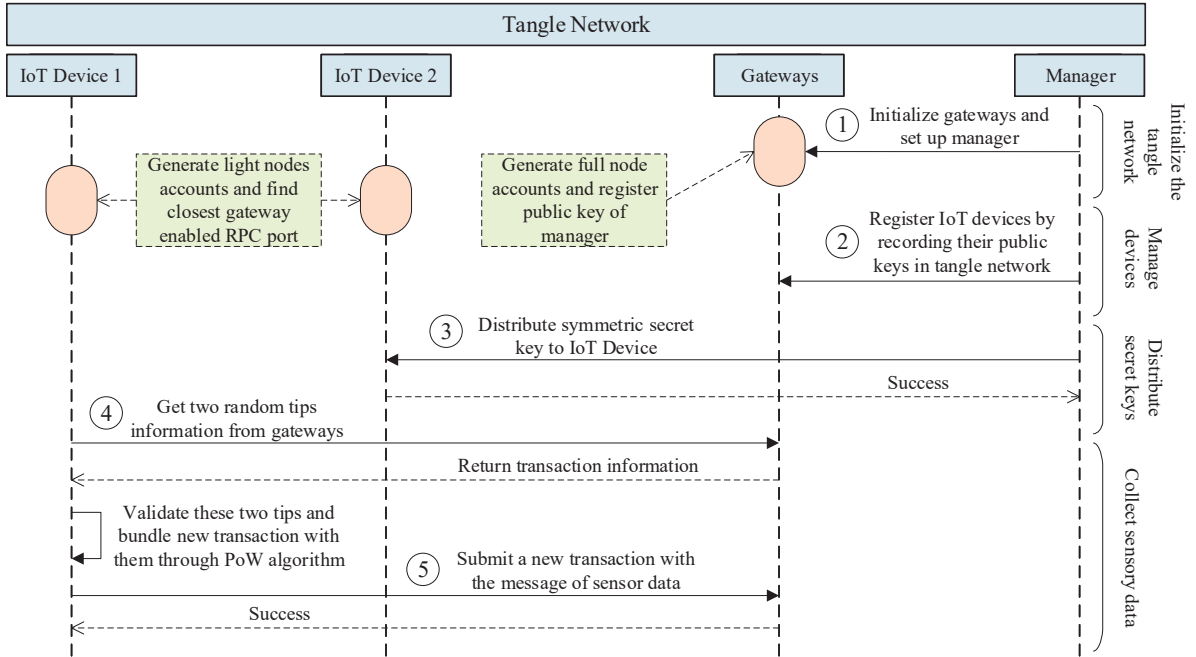 Tangle Network
IoT Device 1
IoT Device 2
Gateways
Manager
1
Initialize gateways and
set up manager
Initialize the
tangle
network
Generate light nodes
accounts and find
closest gateway
enabled RPC port
Generate full node
accounts and register
public key of
manager
2
Register IoT devices by
recording their public
keys in tangle network
Manage
devices
3
Distribute symmetric secret
key to IoT Device
Success
Distribute
secret keys
4
Get two random tips
information from gateways
Return transaction information
Validate these two tips and
bundle new transaction with
them through PoW algorithm
5
Submit a new transaction with
the message of sensor data
Success
Collect sensory
data